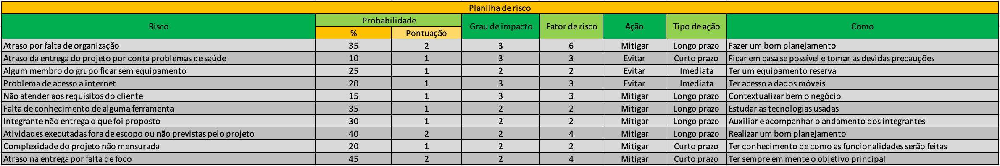 Planilha de risco
Risco Probabilidade Grau de impacto Fator de risco Ação Tipo de ação Como
% Pontuação
Atraso por falta de organização 35 2 3 6 Mitigar Longo prazo Fazer um bom planejamento
Atraso da entrega do projeto por conta problemas de saúde 10 1 3 3 Evitar Curto prazo Ficar em casa se possível e tomar as devidas precauções
Algum membro do grupo ficar sem equipamento 25 1 2 2 Evitar Imediata Ter um equipamento reserva
Problema de acesso a internet 20 1 3 3 Evitar Imediata Ter acesso a dados móveis
Não atender aos requisitos do cliente 15 1 3 3 Mitigar Longo prazo Contextualizar bem o negócio
Falta de conhecimento de alguma ferramenta 35 1 2 2 Mitigar Longo prazo Estudar as tecnologias usadas
Integrante não entrega o que foi proposto 30 1 2 2 Mitigar Longo prazo Auxiliar e acompanhar o andamento dos integrantes
Atividades executadas fora de escopo ou não previstas pelo projeto 40 2 2 4 Mitigar Longo prazo Realizar um bom planejamento
Complexidade do projeto não mensurada 20 1 2 2 Mitigar Curto prazo Ter conhecimento de como as funcionalidades serão feitas
Atraso na entrega por falta de foco 45 2 2 4 Mitigar Curto prazo Ter sempre em mente o objetivo principal